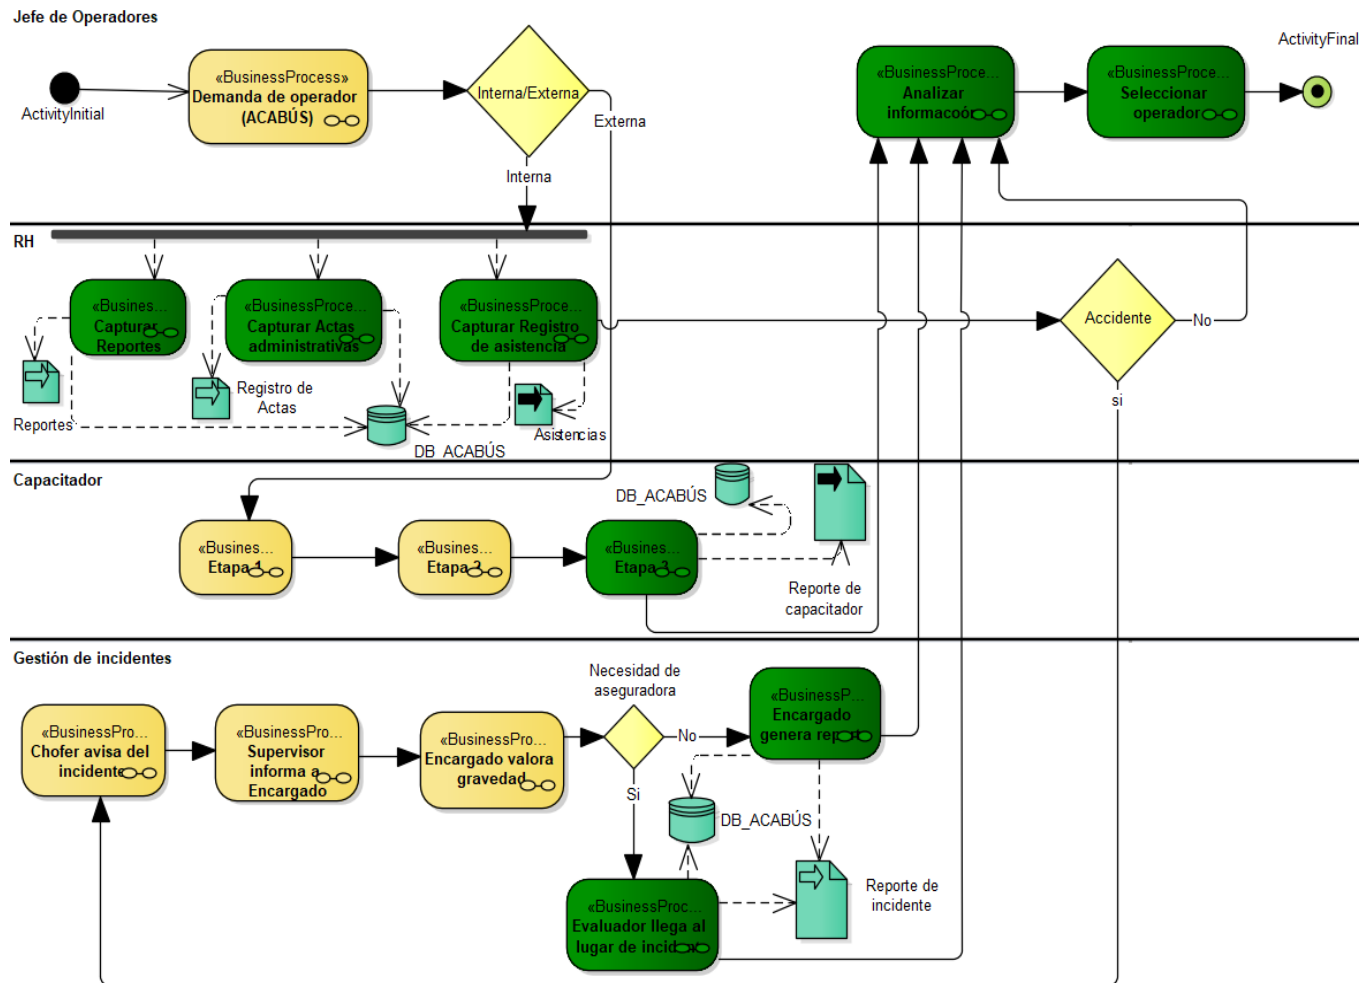 Jefe de Operadores
ActivityInitial
«BusinessProcess»
Demanda de operador
(ACABÚS)
Interna/Externa
Externa
Interna
«BusinessProce...
Analizar
informacoón
«BusinessProce...
Seleccionar
operador
ActivityFinal
RH
«Busines...
Capturar
Reportes
«BusinessProce...
Capturar Actas
administrativas
«BusinessProce...
Capturar Registro
de asistencia
Accidente
No
si
Reportes
Registro de
Actas
DB_ACABÚS
Asistencias
Capacitador
«Busines...
Etapa 1
«Busines...
Etapa 2
«Busines...
Etapa 3
DB_ACABÚS
Reporte de
capacitador
Gestión de incidentes
«BusinessPro...
Chofer avisa del
incidente
«BusinessPro...
Supervisor
informa a
Encargado
«BusinessPro...
Encargado valora
gravedad
Necesidad de
aseguradora
No
Si
«BusinessP...
Encargado
genera
DB_ACABÚS
«BusinessProc...
Evaluador llega al
lugar de
Reporte de
incidente